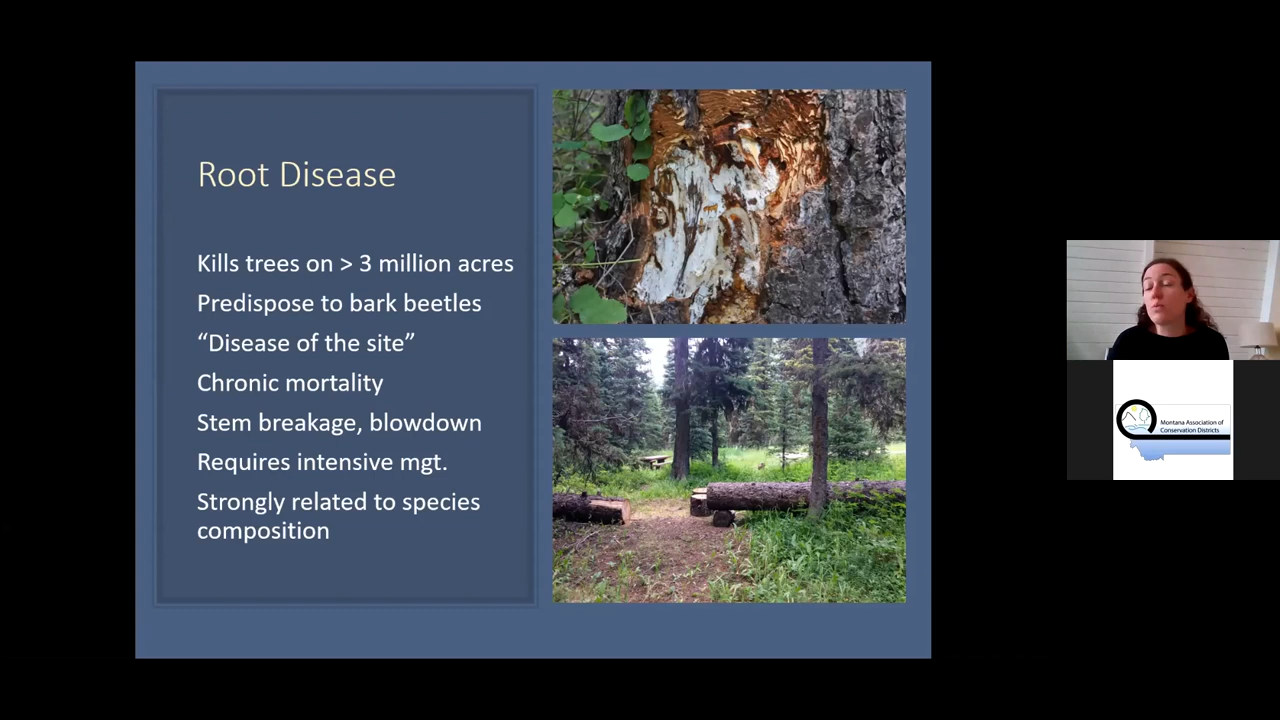 Root Disease
Kills trees on > 3 million acres
Predispose to bark beetles
“Disease of the site”
Chronic mortality
Stem breakage, blowdown
Requires intensive mgt.
Strongly related to species
composition
Montana Association of
Conservation Districts